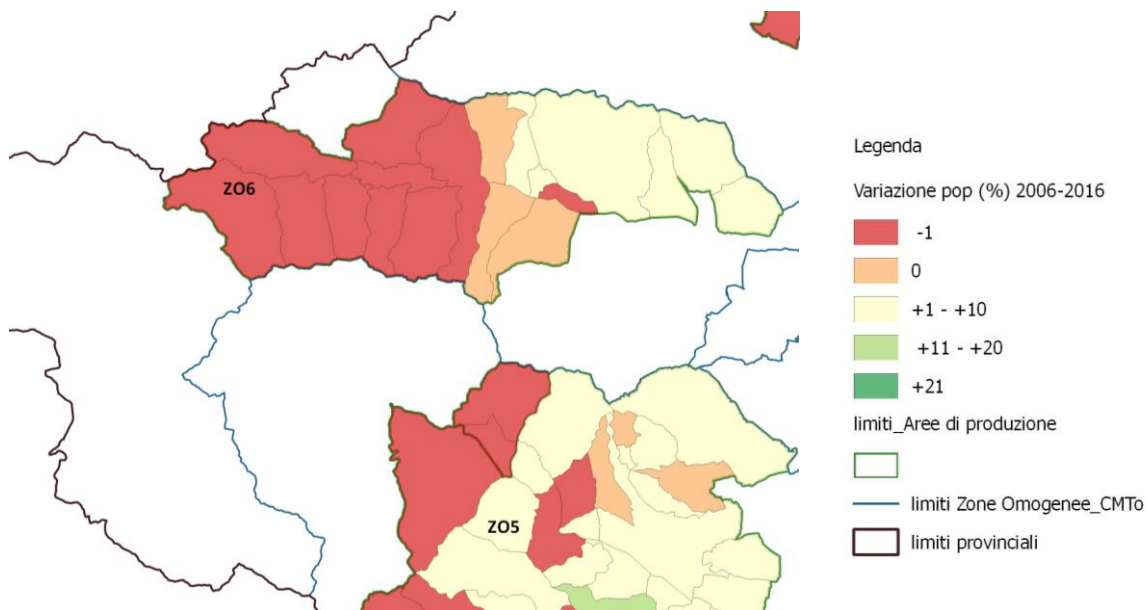 ZO6
ZO5
Legenda
Variazione pop (%) 2006-2016
-1
0
+1 - +10
+11 - +20
+21
limiti_Aree di produzione
limiti Zone Omogenee_CMTo
limiti provinciali